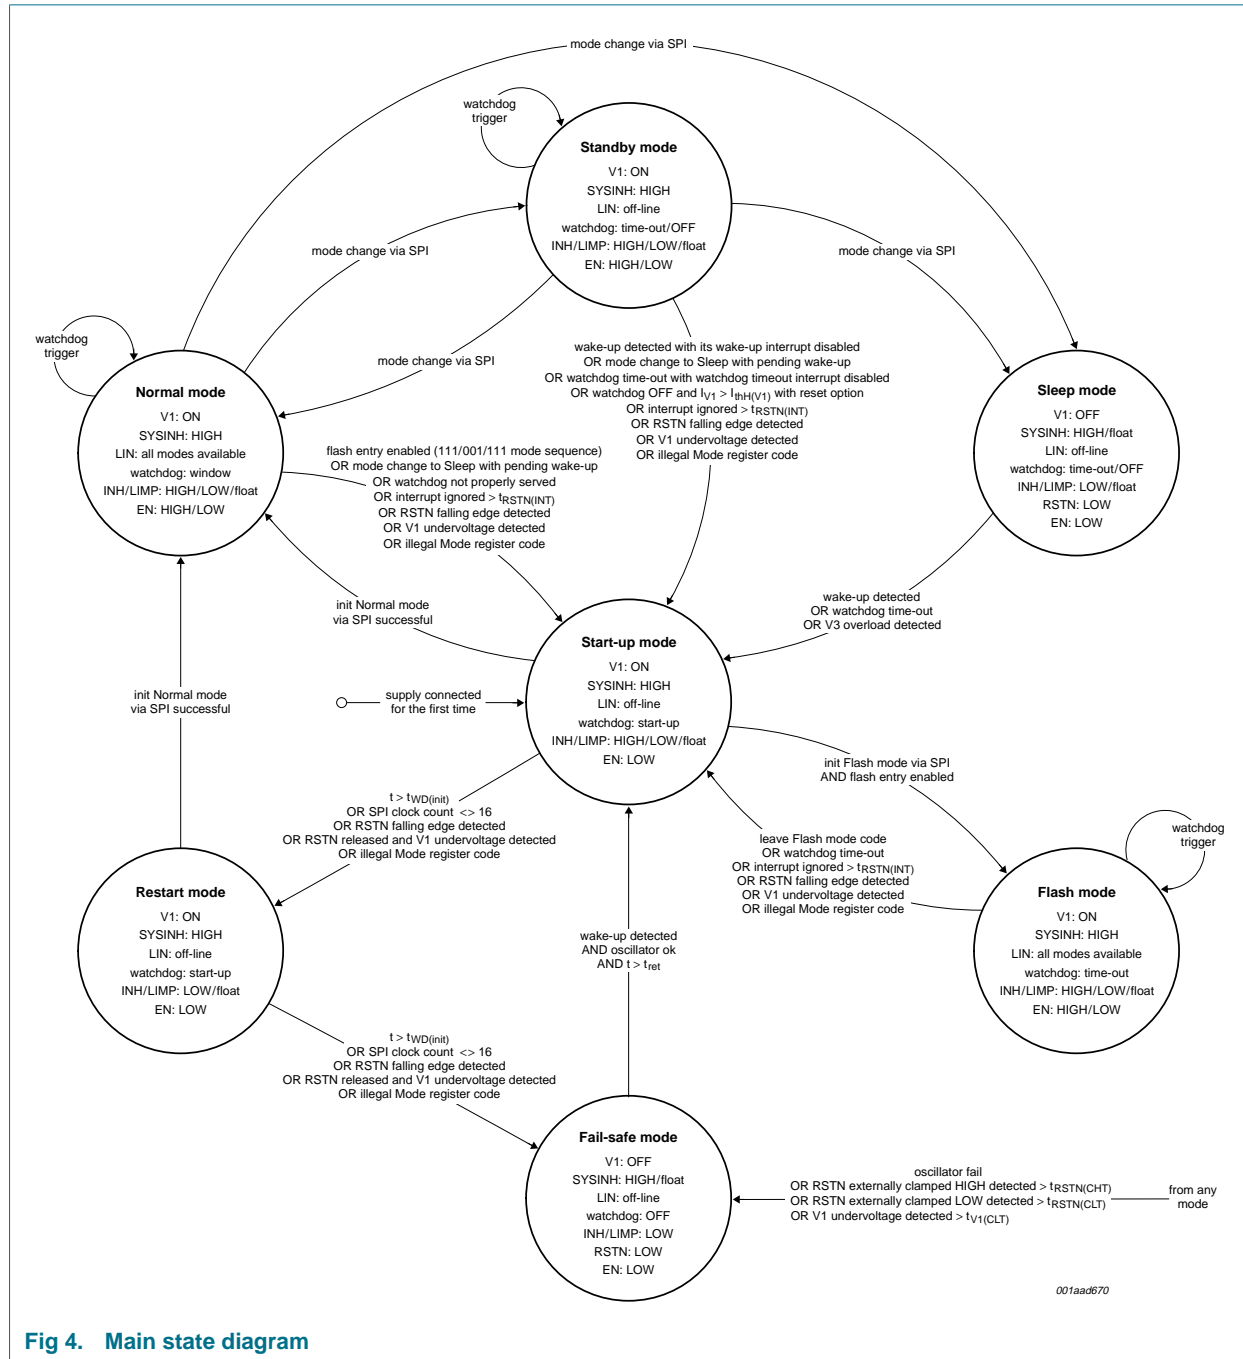 mode change via SPI
watchdog
trigger
Standby mode
V1: ON
SYSINH: HIGH
LIN: off-line
watchdog: time-out/OFF
INH/LIMP: HIGH/LOW/float
EN: HIGH/LOW
mode change via SPI
mode change via SPI
mode change via SPI
watchdog
trigger
Normal mode
V1: ON
SYSINH: HIGH
LIN: all modes available
watchdog: window
INH/LIMP: HIGH/LOW/float
EN: HIGH/LOW
wake-up detected with its wake-up interrupt disabled
OR mode change to Sleep with pending wake-up
OR watchdog time-out with watchdog timeout interrupt disabled
OR watchdog OFF and IV1 > IthH(V1) with reset option
OR interrupt ignored > tRSTN(INT)
OR RSTN falling edge detected
OR V1 undervoltage detected
OR illegal Mode register code
Sleep mode
V1: OFF
SYSINH: HIGH/float
LIN: off-line
watchdog: time-out/OFF
INH/LIMP: LOW/float
RSTN: LOW
EN: LOW
flash entry enabled (111/001/111 mode sequence)
OR mode change to Sleep with pending wake-up
OR watchdog not properly served
OR interrupt ignored > tRSTN(INT)
OR RSTN falling edge detected
OR V1 undervoltage detected
OR illegal Mode register code
init Normal mode
via SPI successful
wake-up detected
OR watchdog time-out
OR V3 overload detected
Start-up mode
V1: ON
SYSINH: HIGH
LIN: off-line
watchdog: start-up
INH/LIMP: HIGH/LOW/float
EN: LOW
supply connected
for the first time
init Normal mode
via SPI successful
init Flash mode via SPI
AND flash entry enabled
t > tWD(init)
OR SPI clock count <> 16
OR RSTN falling edge detected
OR RSTN released and V1 undervoltage detected
OR illegal Mode register code
leave Flash mode code
OR watchdog time-out
OR interrupt ignored > tRSTN(INT)
OR RSTN falling edge detected
OR V1 undervoltage detected
OR illegal Mode register code
watchdog
trigger
Restart mode
V1: ON
SYSINH: HIGH
LIN: off-line
watchdog: start-up
INH/LIMP: LOW/float
EN: LOW
Flash mode
V1: ON
SYSINH: HIGH
LIN: all modes available
watchdog: time-out
INH/LIMP: HIGH/LOW/float
EN: HIGH/LOW
wake-up detected
AND oscillator ok
AND t > tret
t > tWD(init)
OR SPI clock count <> 16
OR RSTN falling edge detected
OR RSTN released and V1 undervoltage detected
OR illegal Mode register code
Fail-safe mode
V1: OFF
SYSINH: HIGH/float
LIN: off-line
watchdog: OFF
INH/LIMP: LOW
RSTN: LOW
EN: LOW
oscillator fail
OR RSTN externally clamped HIGH detected > tRSTN(CHT)
OR RSTN externally clamped LOW detected > tRSTN(CLT)
OR V1 undervoltage detected > tV1(CLT)
from any
mode
001aad670
Fig 4. Main state diagram